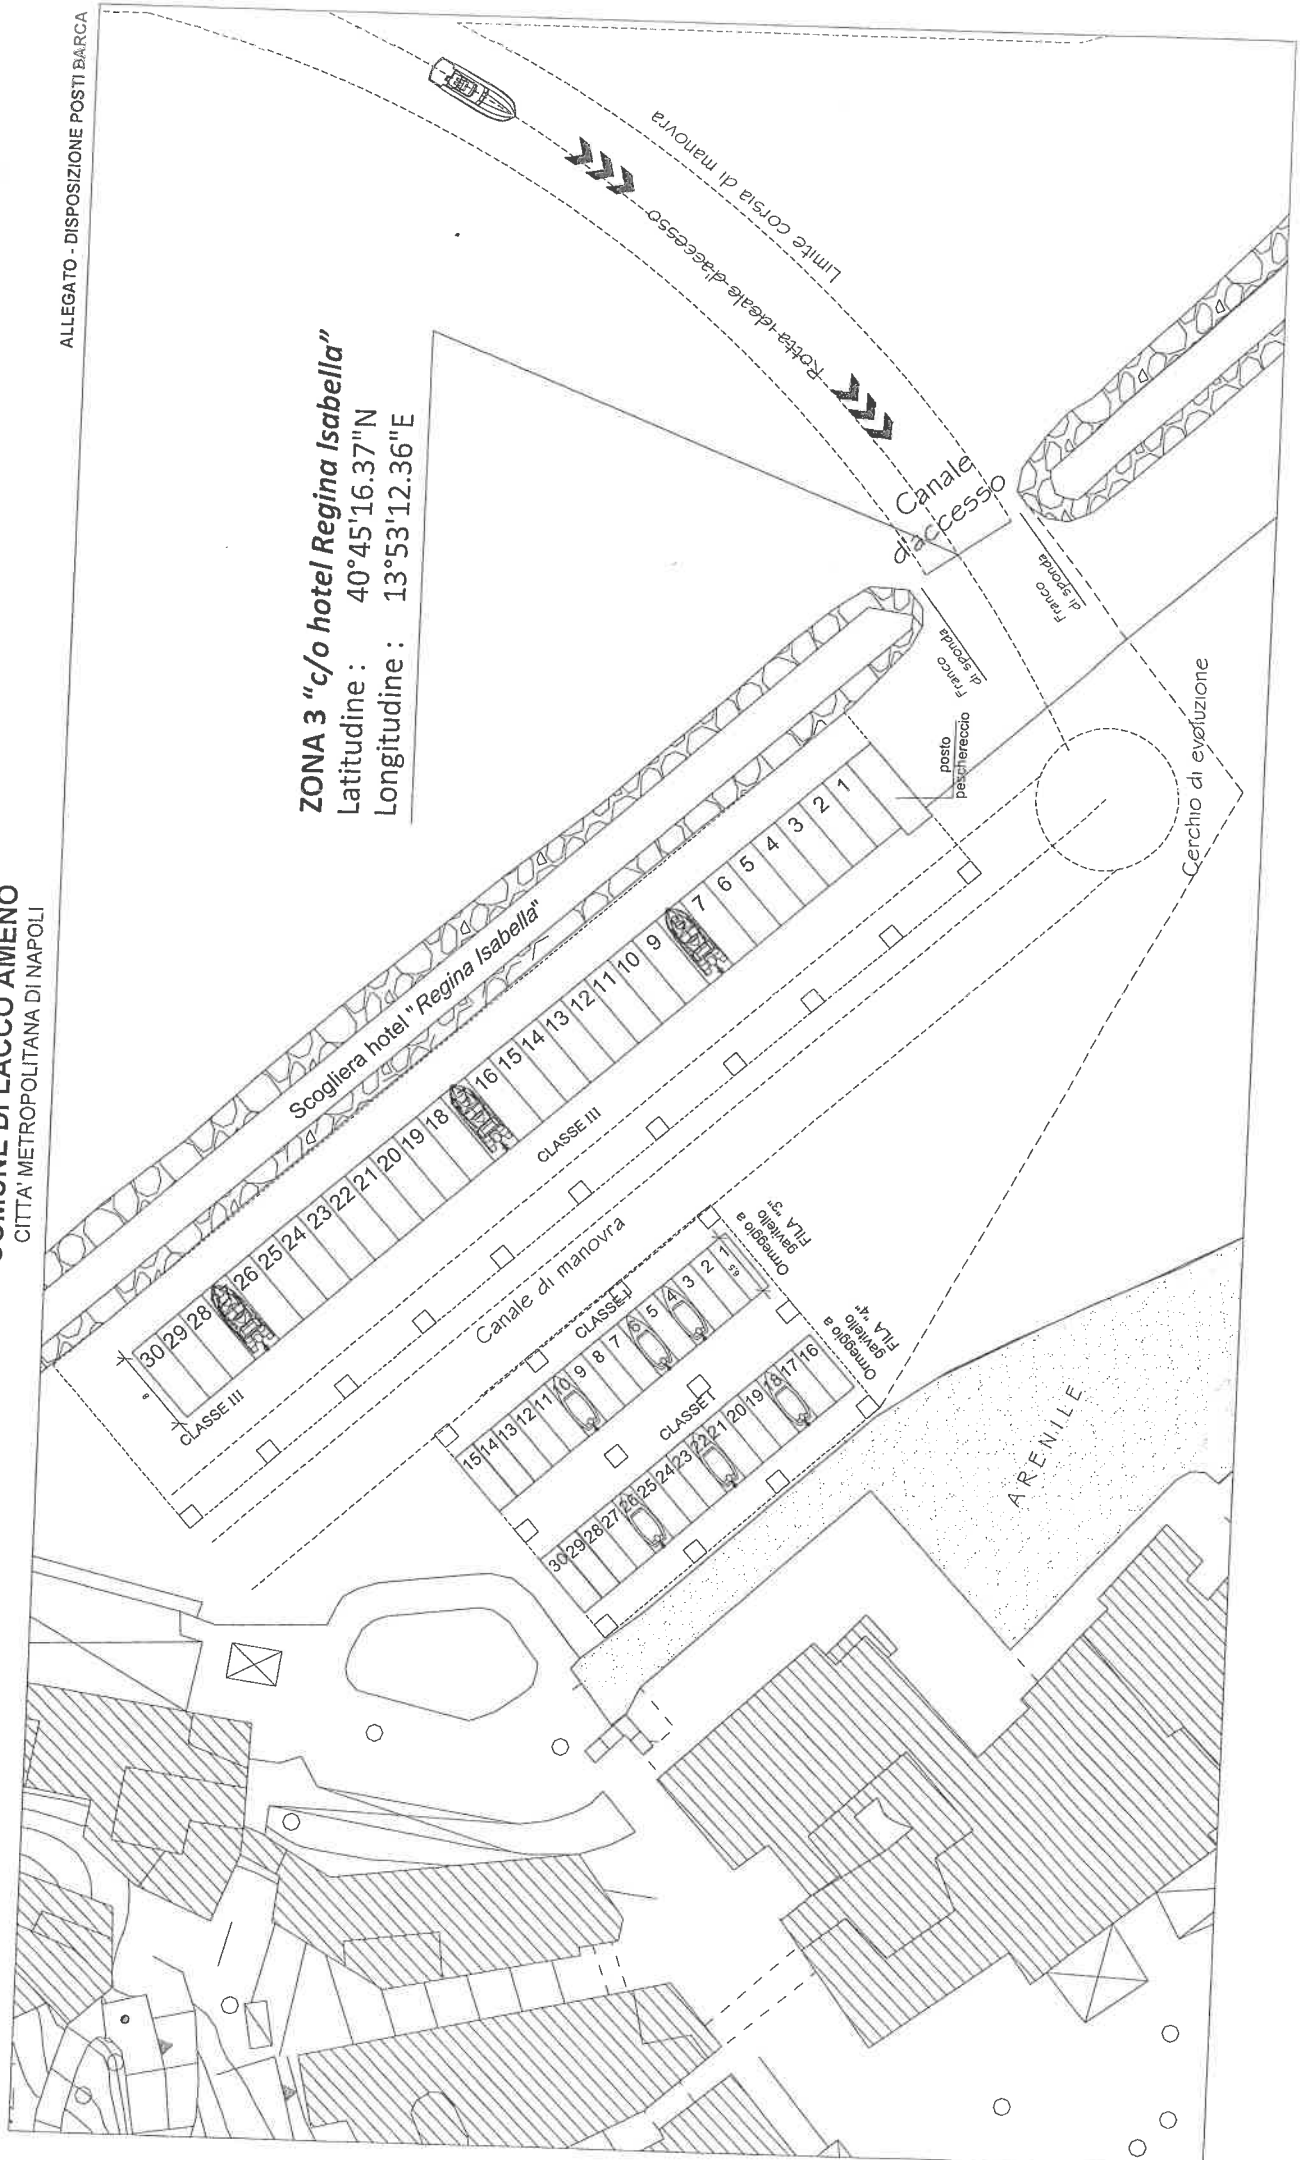 COMUNE DI LACCO AMENO
CITTA' METROPOLITANA DI NAPOLI
ALLEGATO - DISPOSIZIONE POSTI BARCA
ZONA 3 "c/o hotel Regina Isabella"
Latitudine : 40°45'16.37"N
Longitudine : 13°53'12.36"E
Limite corsia di manovra
Rotta ideale d'accesso
Canale
d'accesso
Franco
di sponda
Franco
di sponda
posto
peschereccio
Cerchio di evoluzione
Scogliera hotel "Regina Isabella"
30 29 28 26 25 24 23 22 21 20 19 18 16 15 14 13 12 11 10 9 7 6 5 4 3 2 1
8
CLASSE III
CLASSE III
Canale di manovra
CLASSE I
15 14 13 12 11 10 9 8 7 6 5 4 3 2 1
6.5
Ormeggio a
gavitello
FILA "3"
CLASSE I
30 29 28 27 26 25 24 23 22 21 20 19 18 17 16
Ormeggio a
gavitello
FILA "4"
ARENILE